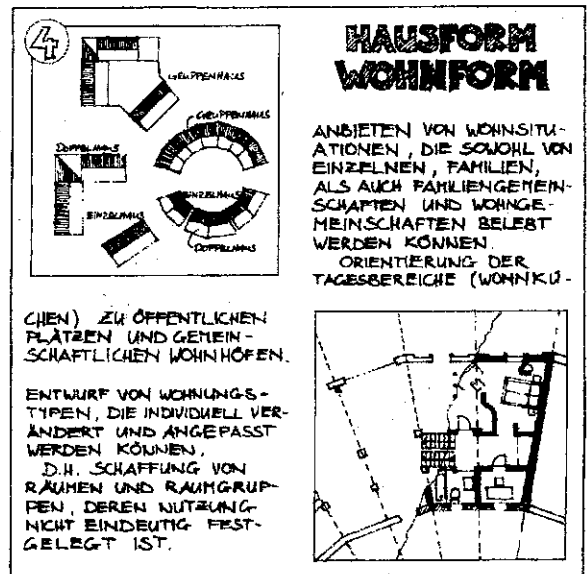 4
HAUSFORM
WOHNFORM
GRUPPENHAUS
GRUPPENHAUS
DOPPELHAUS
EINZELHAUS
EINZELHAUS
DOPPELHAUS
ANBIETEN VON WOHNSITU-
ATIONEN, DIE SOWOHL VON
EINZELNEN, FAMILIEN,
ALS AUCH FAMILIENGEMEIN-
SCHAFTEN UND WOHNGE-
MEINSCHAFTEN BELEBT
WERDEN KÖNNEN.
ORIENTIERUNG DER
TAGESBEREICHE (WOHNKÜ-
CHEN) ZU ÖFFENTLICHEN
PLÄTZEN UND GEMEIN-
SCHAFTLICHEN WOHNHÖFEN.
ENTWURF VON WOHNUNGS-
TYPEN, DIE INDIVIDUELL VER-
ÄNDERT UND ANGEPASST
WERDEN KÖNNEN.
D.H. SCHAFFUNG VON
RÄUMEN UND RAUMGRUP-
PEN, DEREN NUTZUNG
NICHT EINDEUTIG FEST-
GELEGT IST.